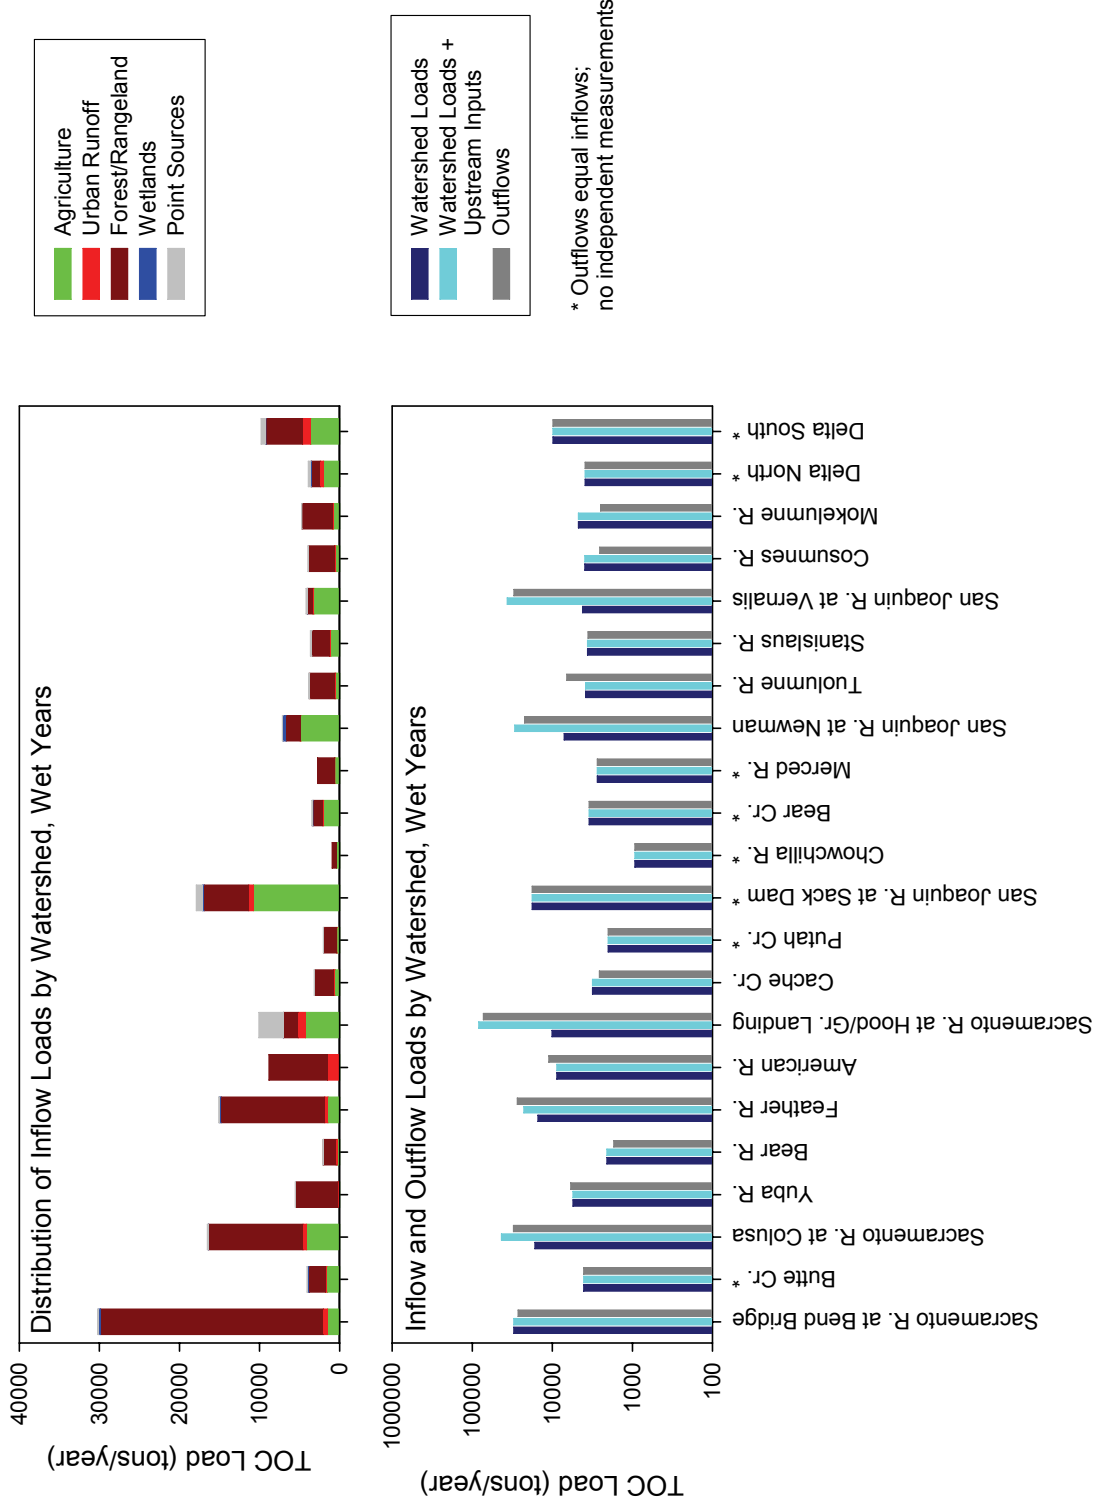 Distribution of Inflow Loads by Watershed, Wet Years
TOC Load (tons/year)
40000
30000
20000
10000
0
Agriculture
Urban Runoff
Forest/Rangeland
Wetlands
Point Sources
Inflow and Outflow Loads by Watershed, Wet Years
TOC Load (tons/year)
1000000
100000
10000
1000
100
Sacramento R. at Bend Bridge
Butte Cr. *
Sacramento R. at Colusa
Yuba R.
Bear R.
Feather R.
American R.
Sacramento R. at Hood/Gr. Landing
Cache Cr.
Putah Cr. *
San Joaquin R. at Sack Dam *
Chowchilla R. *
Bear Cr. *
Merced R. *
San Joaquin R. at Newman
Tuolumne R.
Stanislaus R.
San Joaquin R. at Vernalis
Cosumnes R.
Mokelumne R.
Delta North *
Delta South *
Watershed Loads
Watershed Loads +
Upstream Inputs
Outflows
* Outflows equal inflows;
no independent measurements